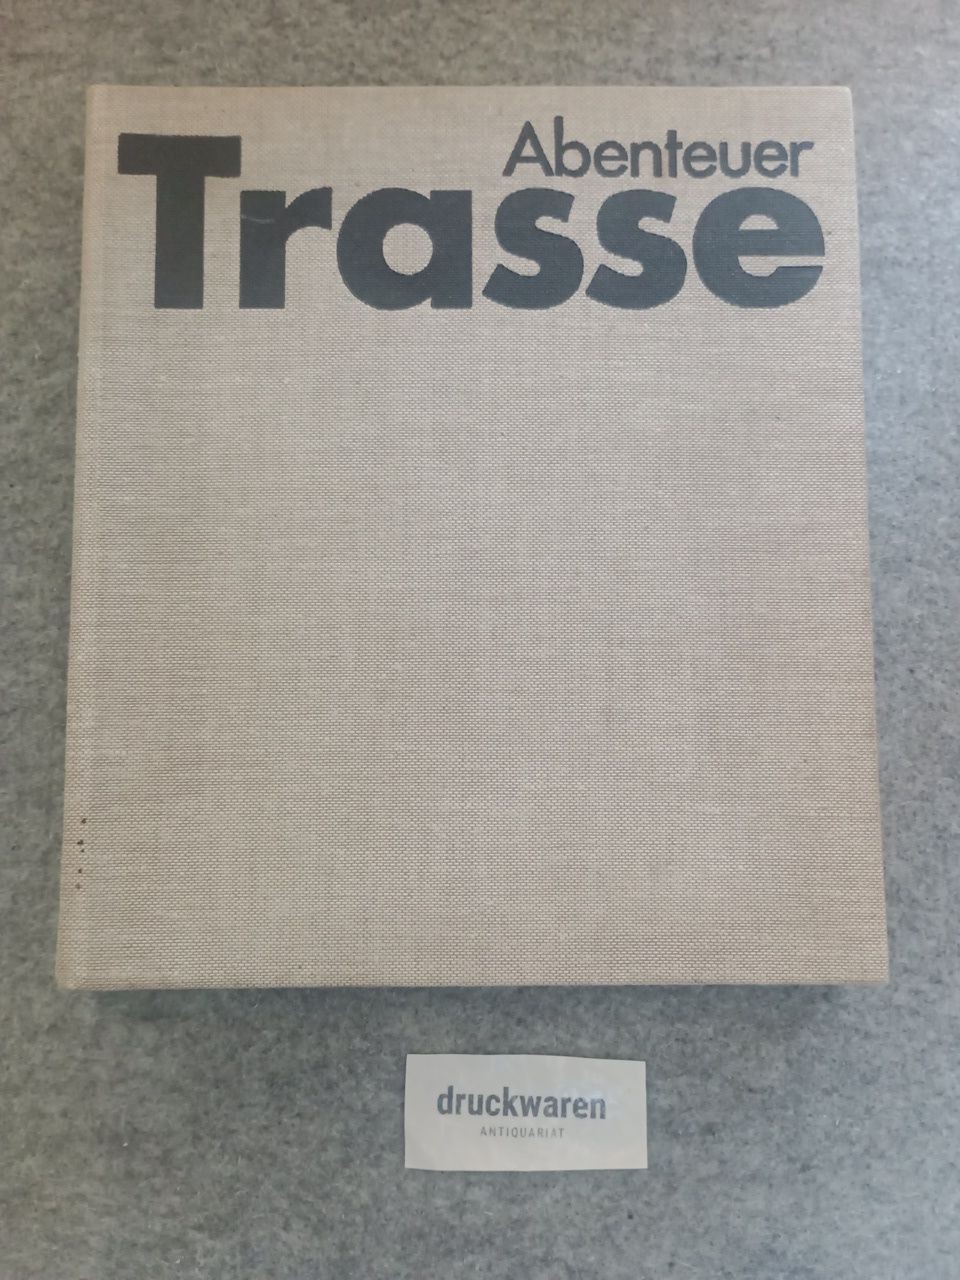 Abenteuer
Trasse
druckwaren
ANTIQUARIAT